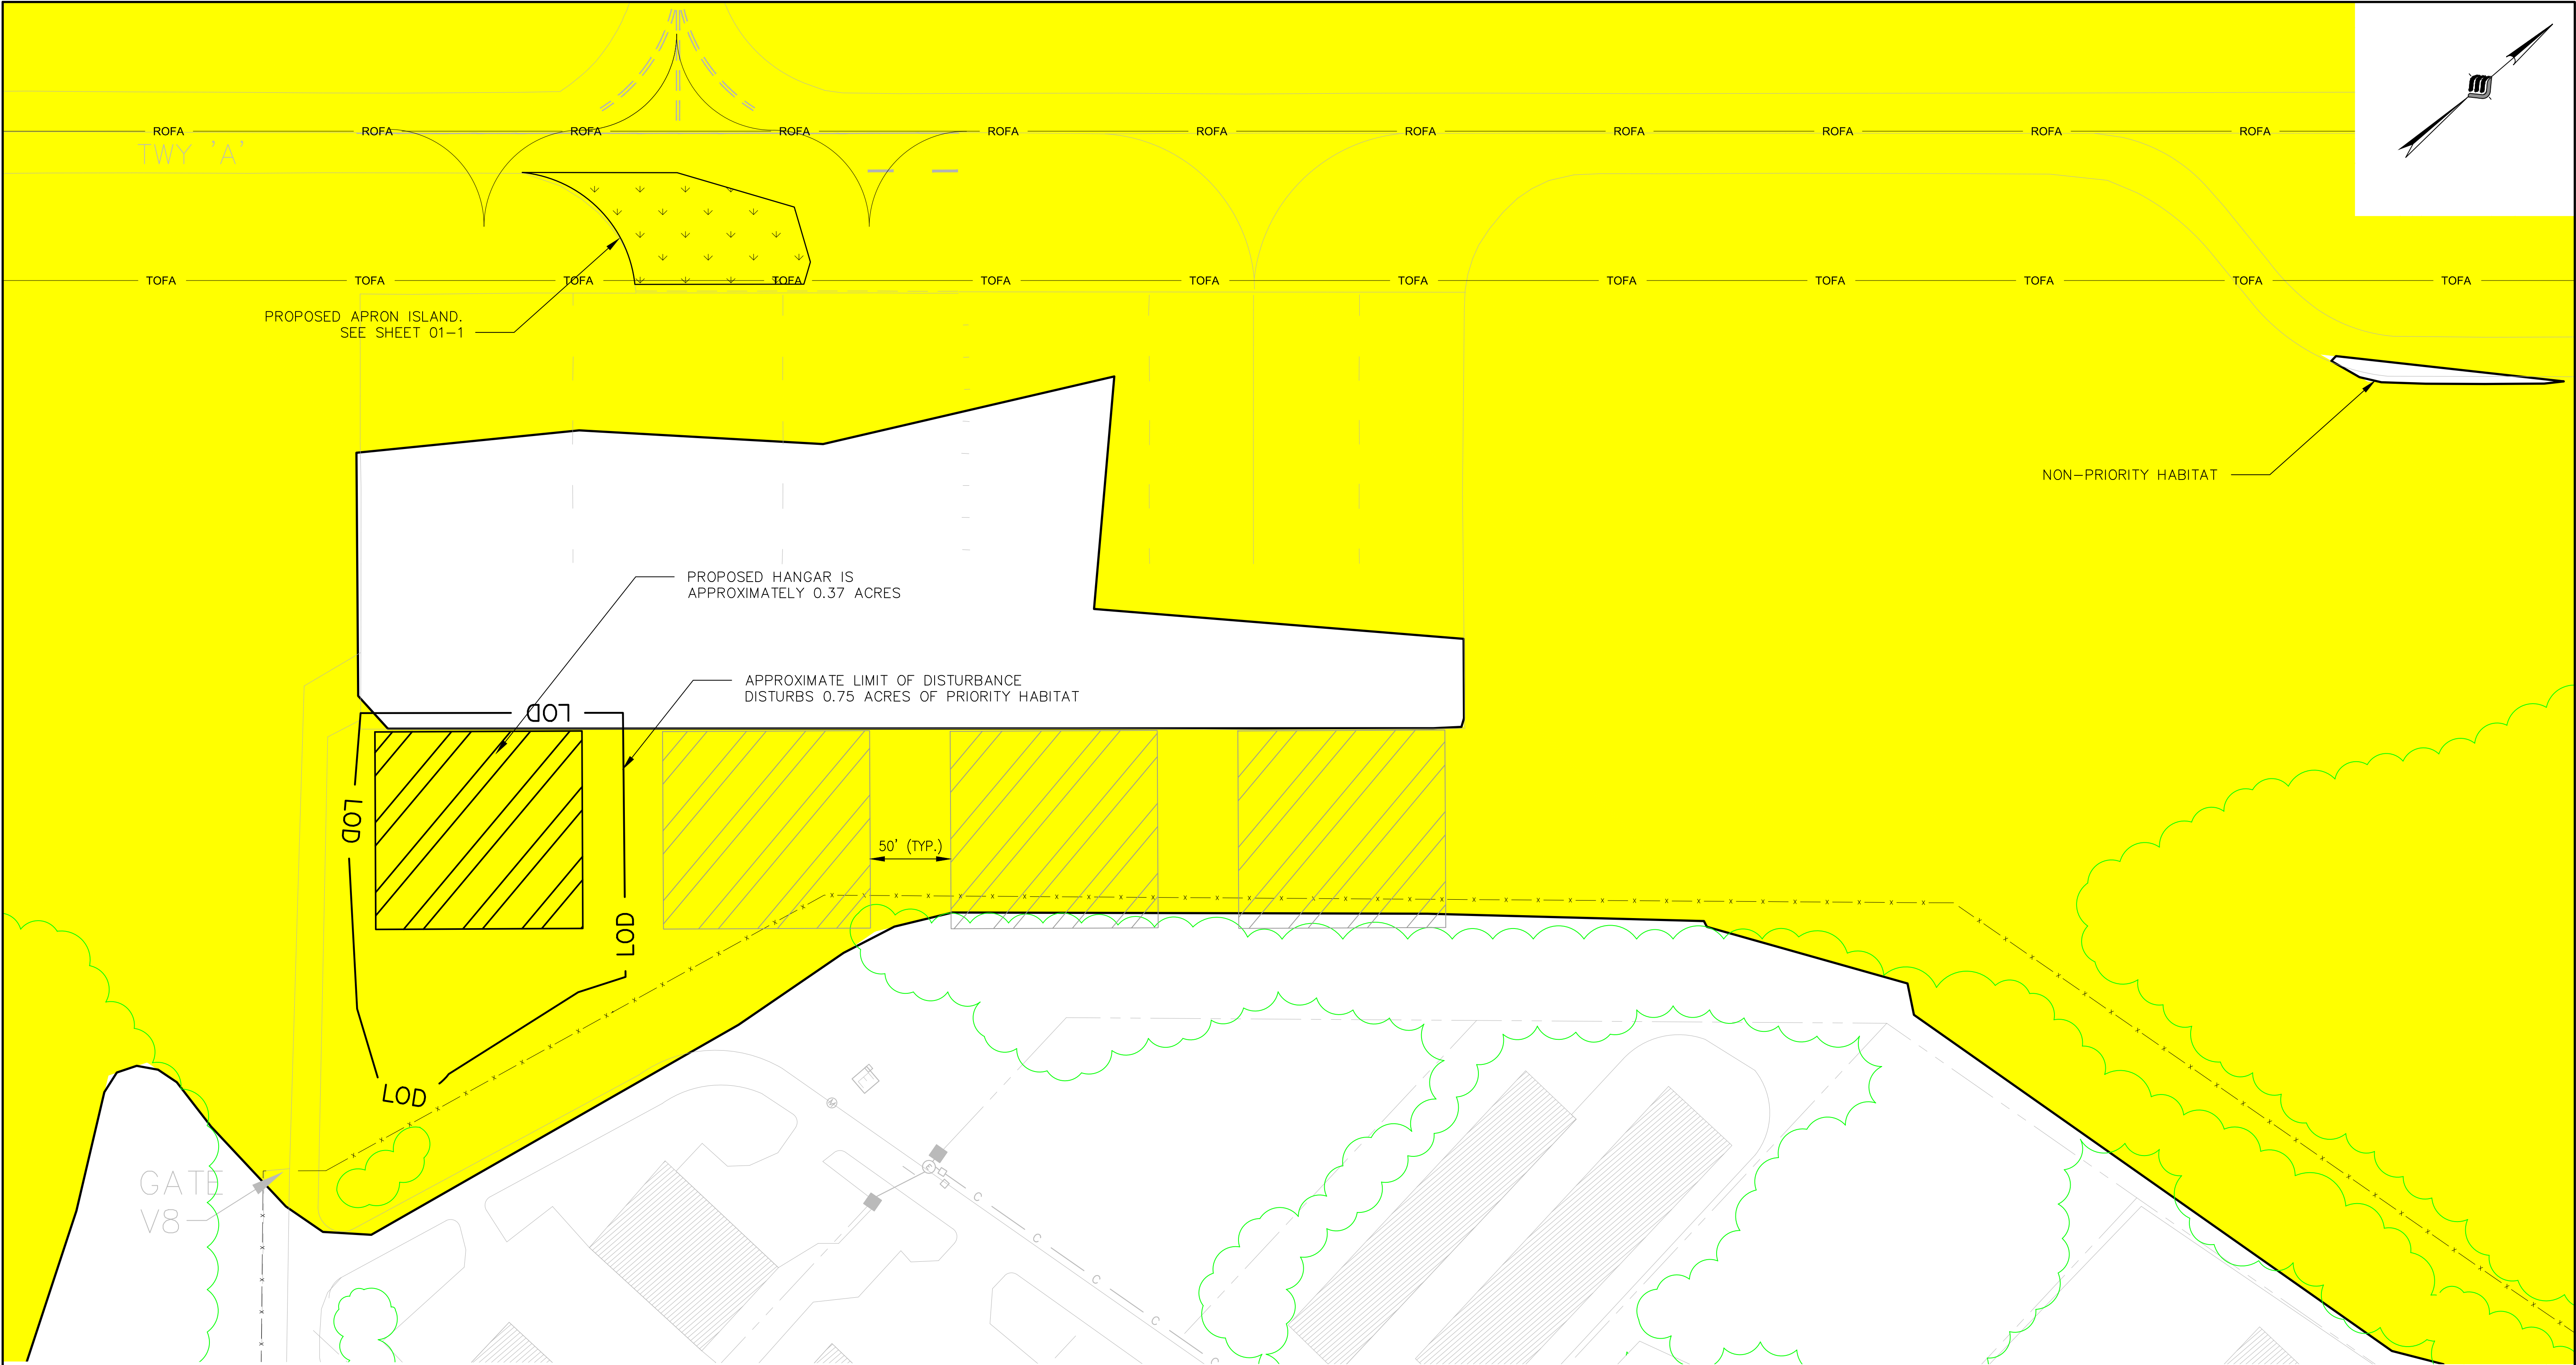 ROFA ROFA ROFA ROFA ROFA ROFA ROFA ROFA ROFA ROFA ROFA
TWY 'A'
TOFA TOFA TOFA TOFA TOFA TOFA TOFA TOFA TOFA TOFA TOFA TOFA
PROPOSED APRON ISLAND.
SEE SHEET 01-1
NON-PRIORITY HABITAT
PROPOSED HANGAR IS
APPROXIMATELY 0.37 ACRES
APPROXIMATE LIMIT OF DISTURBANCE
DISTURBS 0.75 ACRES OF PRIORITY HABITAT
LOD
LOD
50' (TYP.)
LOD
LOD
GATE
V8
C
C
C
C
C